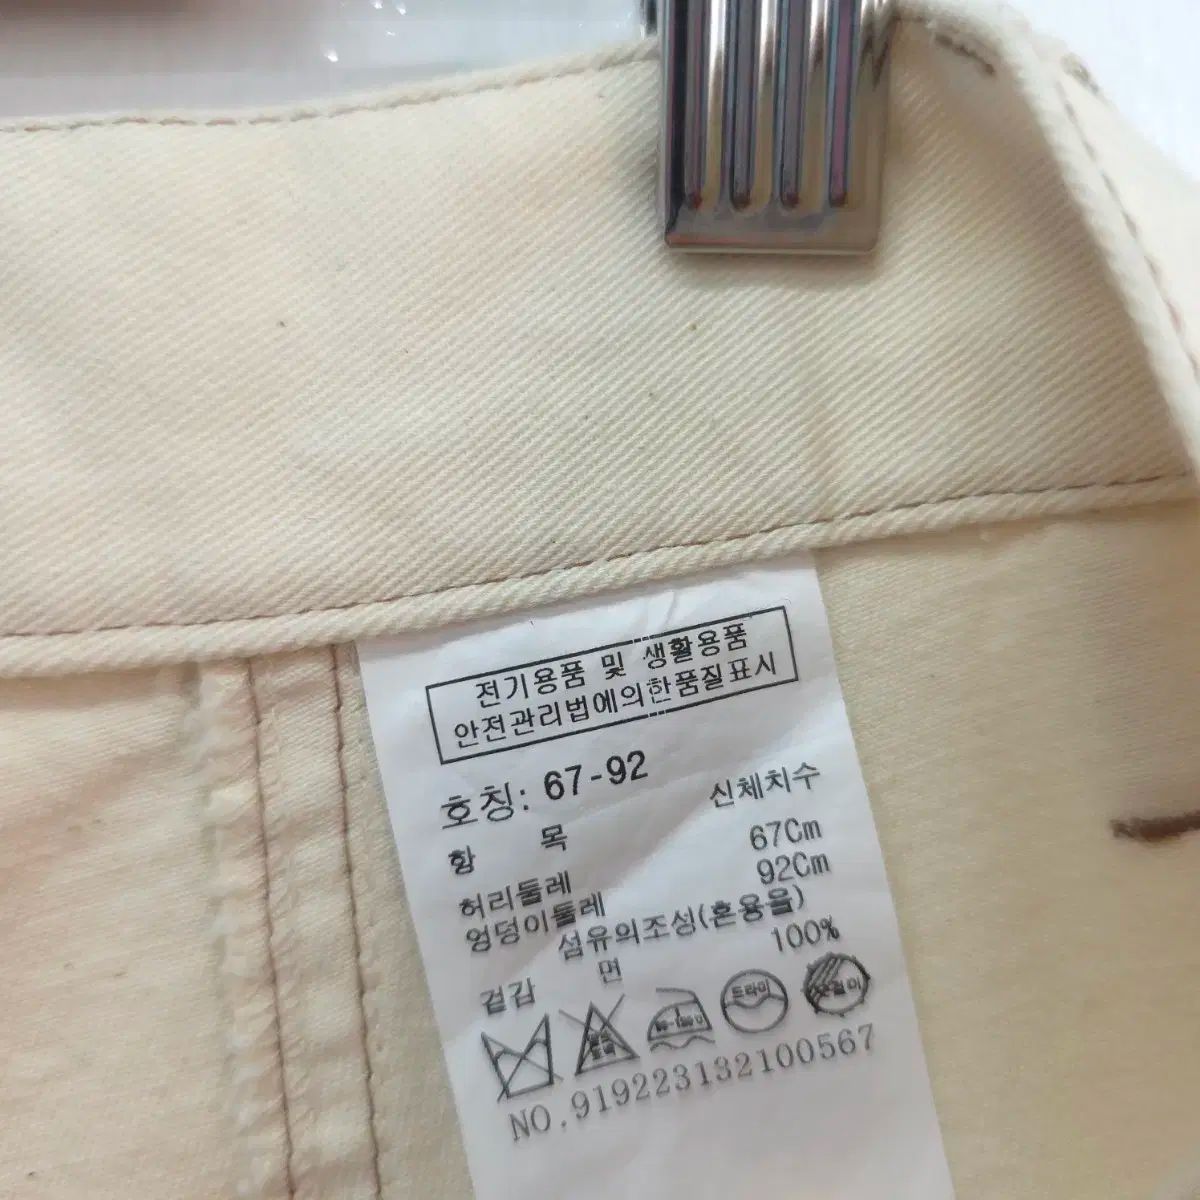 전기용품 및 생활용품
안전관리법에의한품질표시
호칭: 67-92
항 목 신체치수
허리둘레 67Cm
엉덩이둘레 92Cm
섬유의조성(혼용율)
겉감 면 100%
드라이
NO.919223132100567